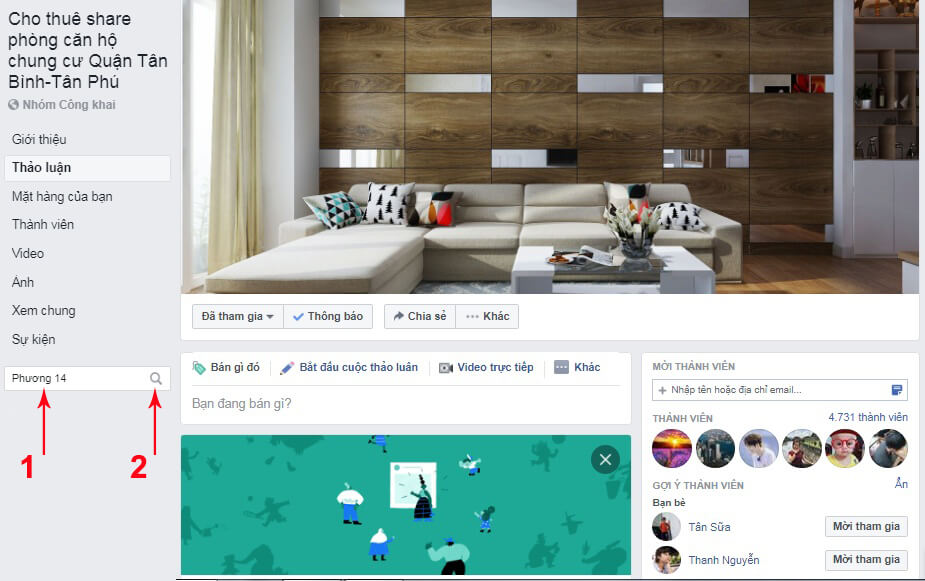 Cho thuê share
phòng căn hộ
chung cư Quận Tân
Bình-Tân Phú
Nhóm Công khai
Giới thiệu
Thảo luận
Mặt hàng của bạn
Thành viên
Video
Ảnh
Xem chung
Sự kiện
Phương 14
1
2
Đã tham gia
Thông báo
Chia sẻ
Khác
Bán gì đó
Bắt đầu cuộc thảo luận
Video trực tiếp
Khác
Bạn đang bán gì?
MỜI THÀNH VIÊN
Nhập tên hoặc địa chỉ email...
THÀNH VIÊN
4.731 thành viên
GỢI Ý THÀNH VIÊN
Ẩn
Bạn bè
Tân Sữa
Mời tham gia
Thanh Nguyễn
Mời tham gia